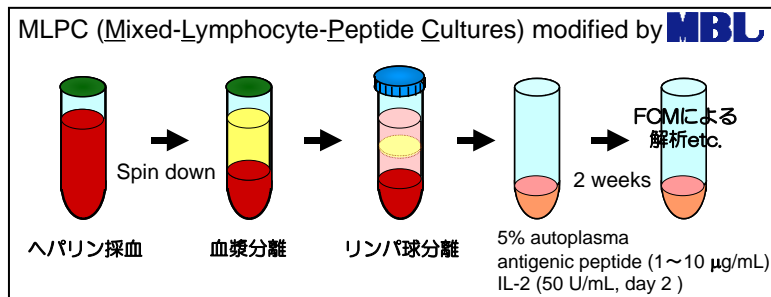 MLPC (Mixed-Lymphocyte-Peptide Cultures) modified by MBL
FCMによる
解析etc.
Spin down
2 weeks
ヘパリン採血
血漿分離
リンパ球分離
5% autoplasma
antigenic peptide (1～10 μg/mL)
IL-2 (50 U/mL, day 2 )